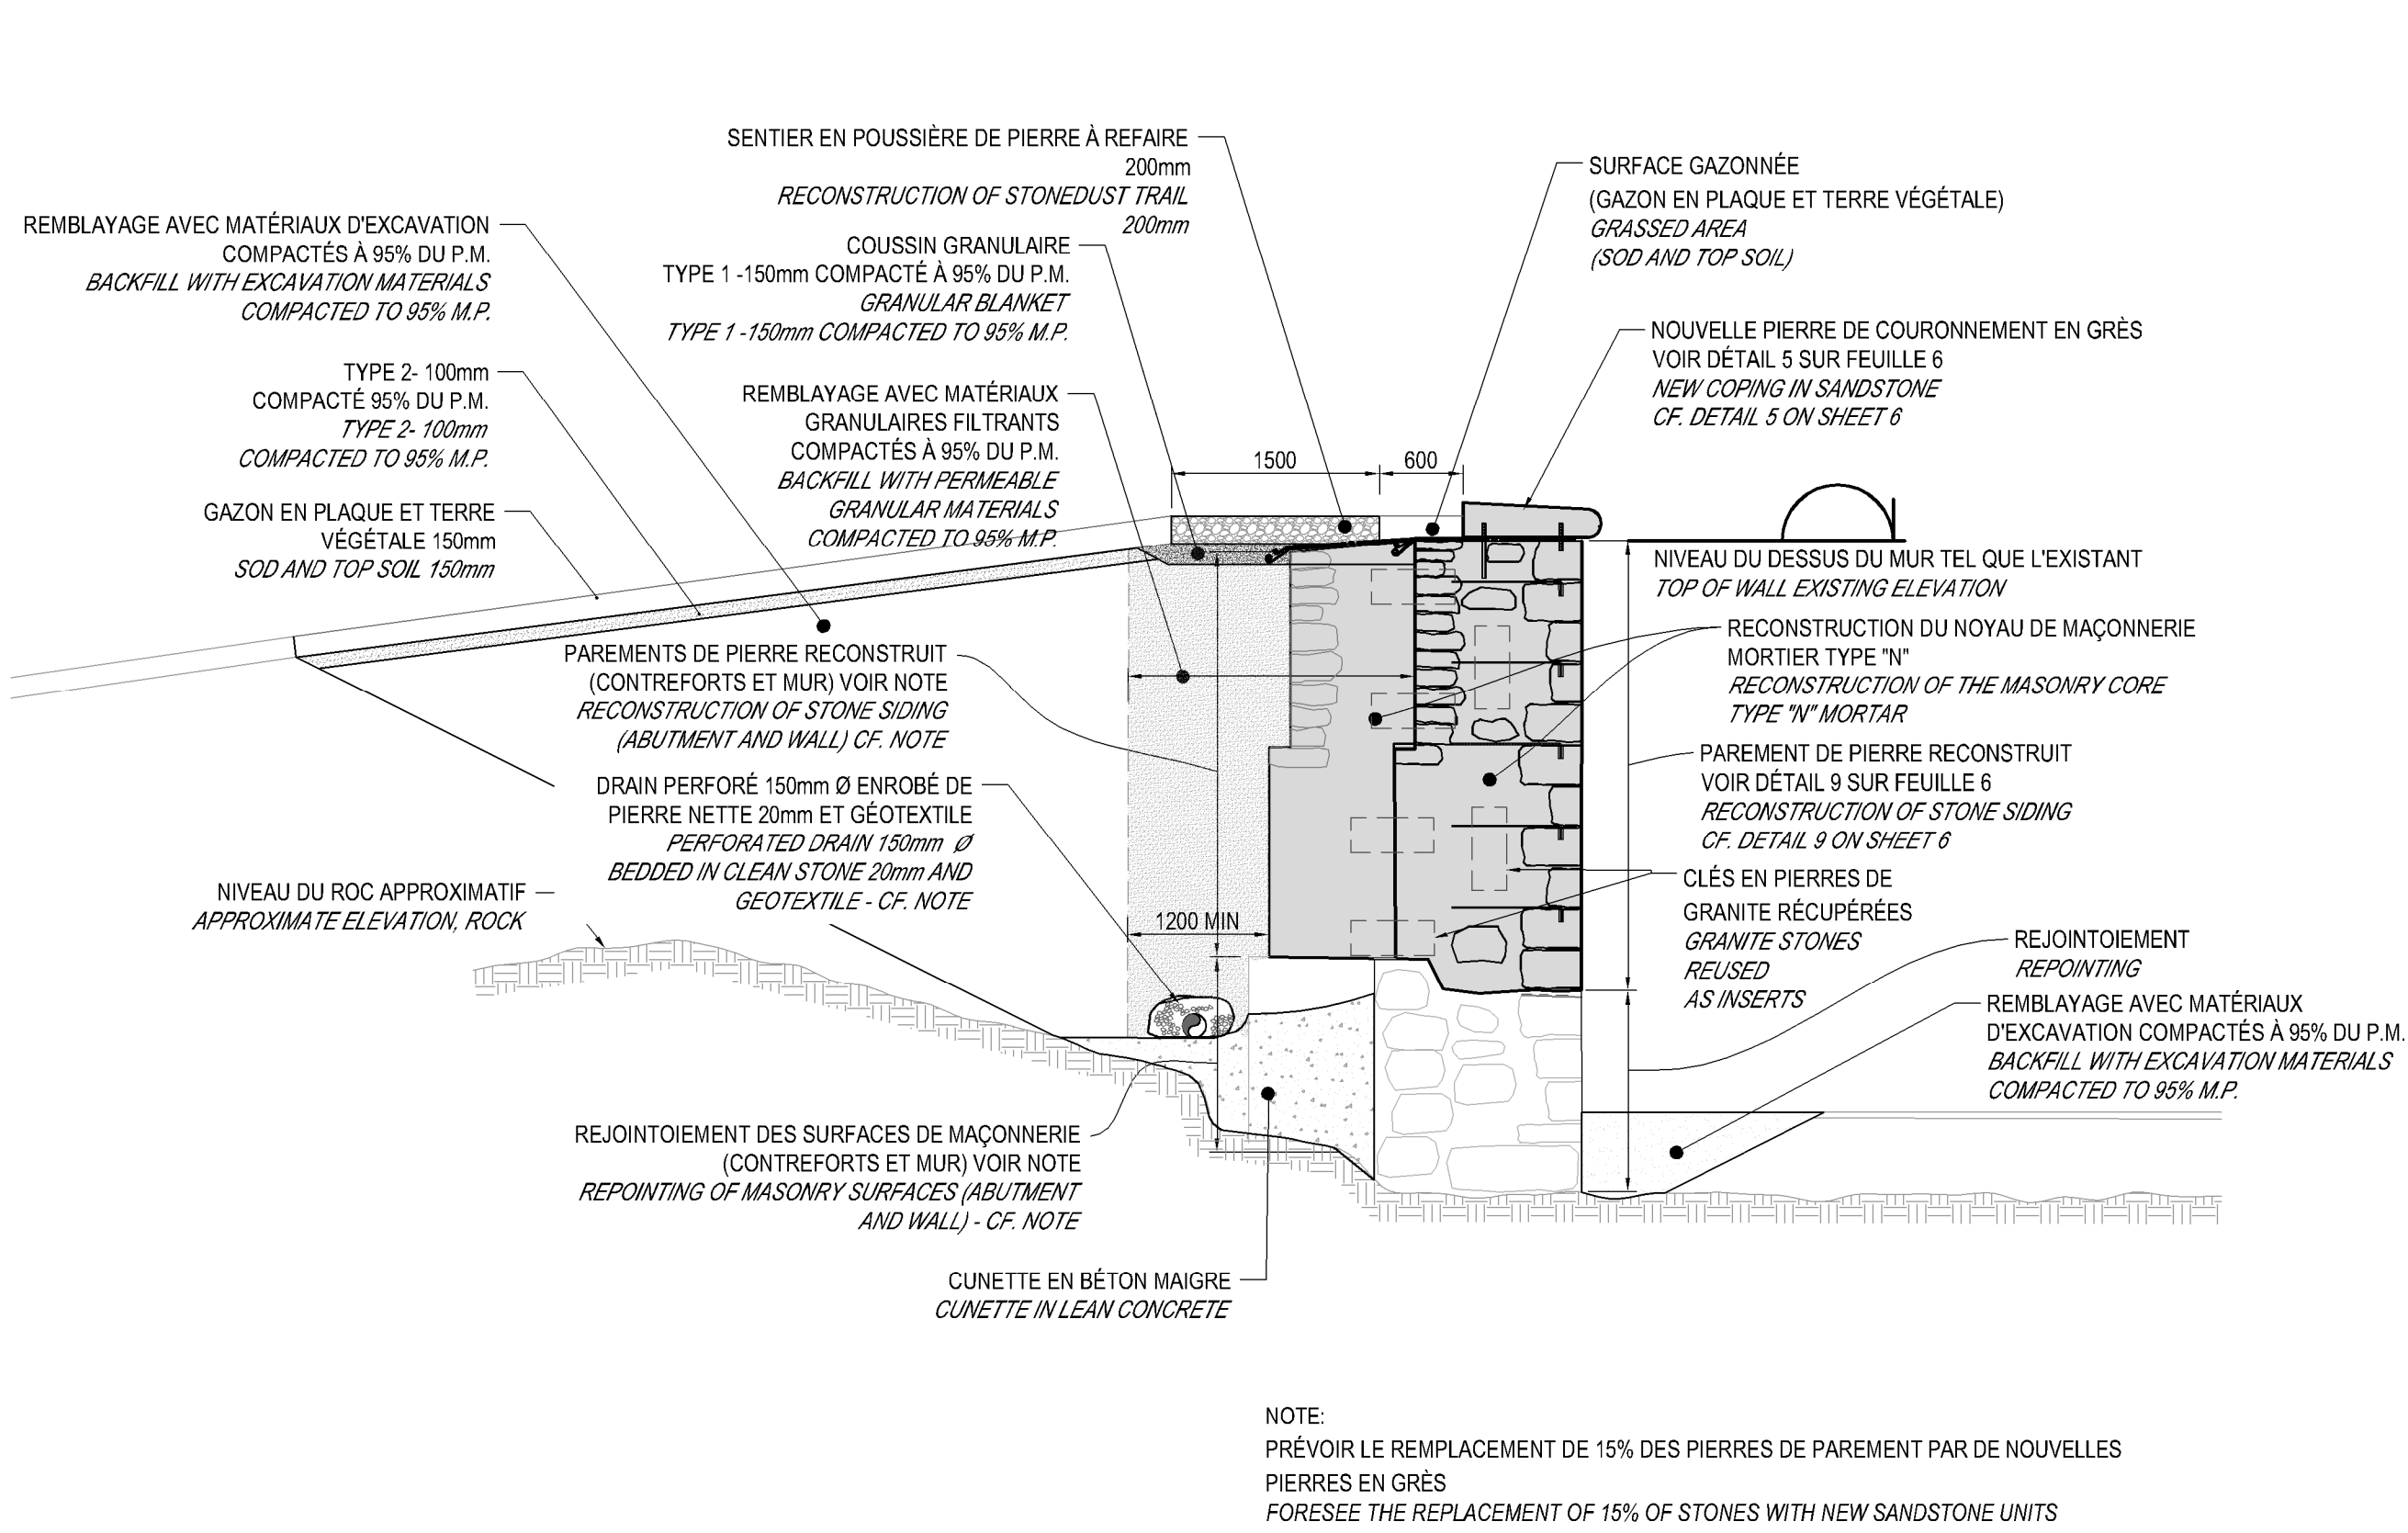 SENTIER EN POUSSIÈRE DE PIERRE À REFAIRE
200mm
RECONSTRUCTION OF STONEDUST TRAIL
200mm
COUSSIN GRANULAIRE
TYPE 1 -150mm COMPACTÉ À 95% DU P.M.
GRANULAR BLANKET
TYPE 1 -150mm COMPACTED TO 95% M.P.
REMBLAYAGE AVEC MATÉRIAUX
GRANULAIRES FILTRANTS
COMPACTÉS À 95% DU P.M.
BACKFILL WITH PERMEABLE
GRANULAR MATERIALS
COMPACTED TO 95% M.P.
REMBLAYAGE AVEC MATÉRIAUX D'EXCAVATION
COMPACTÉS À 95% DU P.M.
BACKFILL WITH EXCAVATION MATERIALS
COMPACTED TO 95% M.P.
TYPE 2- 100mm
COMPACTÉ 95% DU P.M.
TYPE 2- 100mm
COMPACTED TO 95% M.P.
GAZON EN PLAQUE ET TERRE
VÉGÉTALE 150mm
SOD AND TOP SOIL 150mm
SURFACE GAZONNÉE
(GAZON EN PLAQUE ET TERRE VÉGÉTALE)
GRASSED AREA
(SOD AND TOP SOIL)
NOUVELLE PIERRE DE COURONNEMENT EN GRÈS
VOIR DÉTAIL 5 SUR FEUILLE 6
NEW COPING IN SANDSTONE
CF. DETAIL 5 ON SHEET 6
1500
600
NIVEAU DU DESSUS DU MUR TEL QUE L'EXISTANT
TOP OF WALL EXISTING ELEVATION
PAREMENTS DE PIERRE RECONSTRUIT
(CONTREFORTS ET MUR) VOIR NOTE
RECONSTRUCTION OF STONE SIDING
(ABUTMENT AND WALL) CF. NOTE
DRAIN PERFORÉ 150mm Ø ENROBÉ DE
PIERRE NETTE 20mm ET GÉOTEXTILE
PERFORATED DRAIN 150mm Ø
BEDDED IN CLEAN STONE 20mm AND
GEOTEXTILE - CF. NOTE
NIVEAU DU ROC APPROXIMATIF
APPROXIMATE ELEVATION, ROCK
1200 MIN
RECONSTRUCTION DU NOYAU DE MAÇONNERIE
MORTIER TYPE "N"
RECONSTRUCTION OF THE MASONRY CORE
TYPE "N" MORTAR
PAREMENT DE PIERRE RECONSTRUIT
VOIR DÉTAIL 9 SUR FEUILLE 6
RECONSTRUCTION OF STONE SIDING
CF. DETAIL 9 ON SHEET 6
CLÉS EN PIERRES DE
GRANITE RÉCUPÉRÉES
GRANITE STONES
REUSED
AS INSERTS
REJOINTOIEMENT
REPOINTING
REMBLAYAGE AVEC MATÉRIAUX
D'EXCAVATION COMPACTÉS À 95% DU P.M.
BACKFILL WITH EXCAVATION MATERIALS
COMPACTED TO 95% M.P.
REJOINTOIEMENT DES SURFACES DE MAÇONNERIE
(CONTREFORTS ET MUR) VOIR NOTE
REPOINTING OF MASONRY SURFACES (ABUTMENT
AND WALL) - CF. NOTE
CUNETTE EN BÉTON MAIGRE
CUNETTE IN LEAN CONCRETE
NOTE:
PRÉVOIR LE REMPLACEMENT DE 15% DES PIERRES DE PAREMENT PAR DE NOUVELLES
PIERRES EN GRÈS
FORESEE THE REPLACEMENT OF 15% OF STONES WITH NEW SANDSTONE UNITS